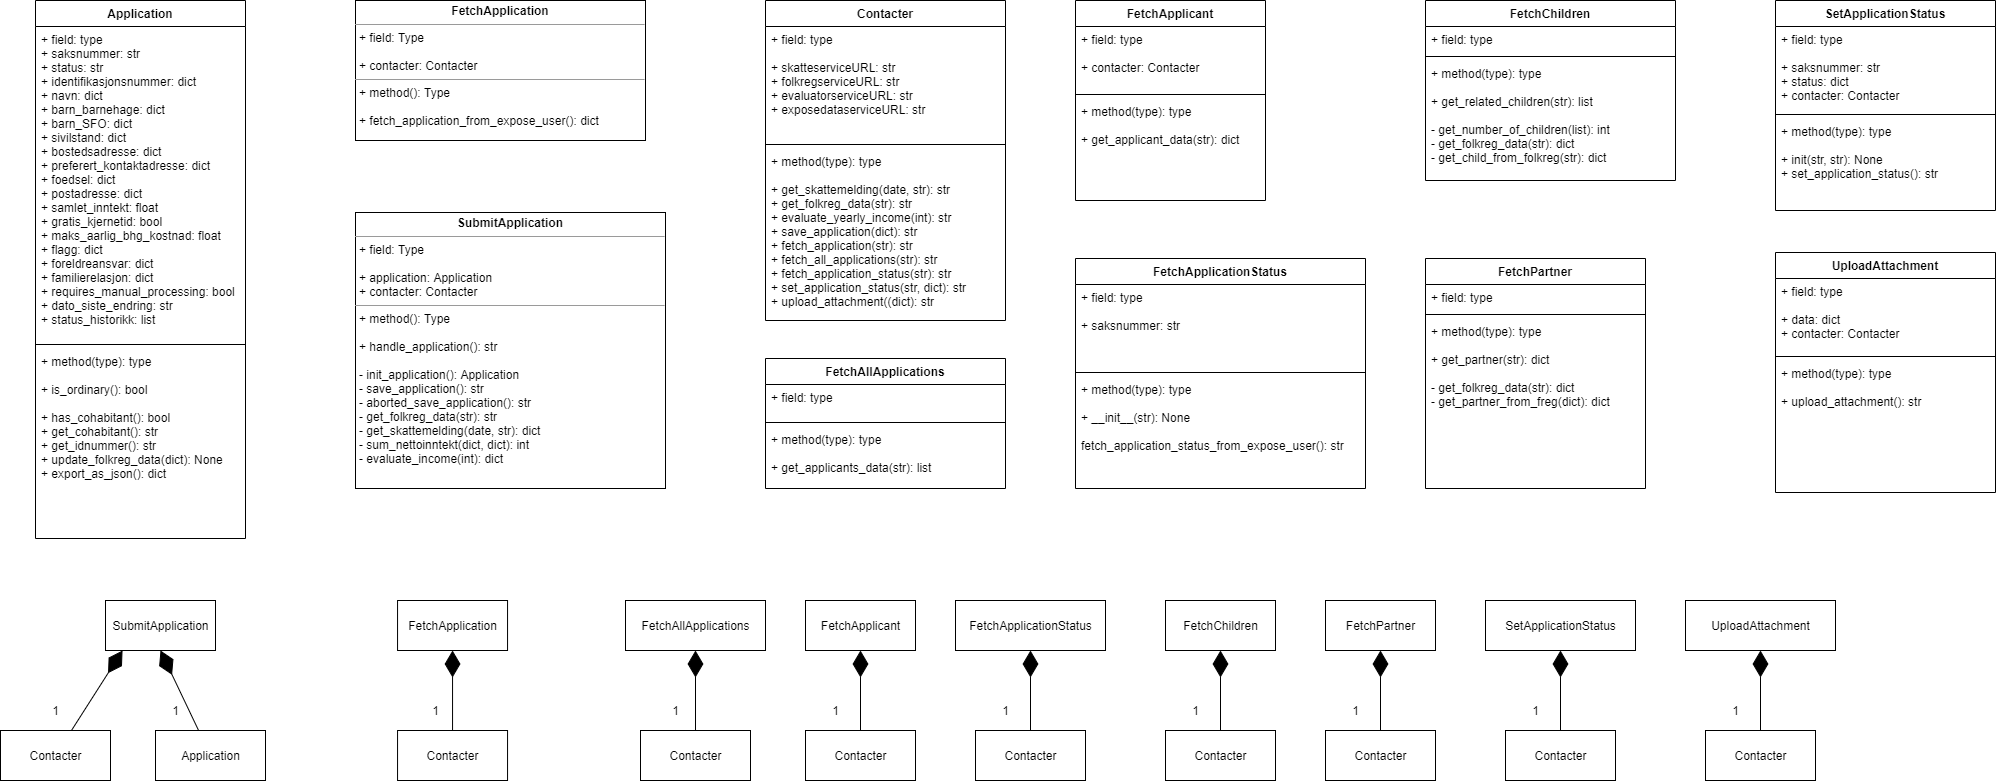 Application
+ field: type
+ saksnummer: str
+ status: str
+ identifikasjonsnummer: dict
+ navn: dict
+ barn_barnehage: dict
+ barn_SFO: dict
+ sivilstand: dict
+ bostedsadresse: dict
+ preferert_kontaktadresse: dict
+ foedsel: dict
+ postadresse: dict
+ samlet_inntekt: float
+ gratis_kjernetid: bool
+ maks_aarlig_bhg_kostnad: float
+ flagg: dict
+ foreldreansvar: dict
+ familierelasjon: dict
+ requires_manual_processing: bool
+ dato_siste_endring: str
+ status_historikk: list
+ method(type): type
+ is_ordinary(): bool
+ has_cohabitant(): bool
+ get_cohabitant(): str
+ get_idnummer(): str
+ update_folkreg_data(dict): None
+ export_as_json(): dict
FetchApplication
+ field: Type
+ contacter: Contacter
+ method(): Type
+ fetch_application_from_expose_user(): dict
SubmitApplication
+ field: Type
+ application: Application
+ contacter: Contacter
+ method(): Type
+ handle_application(): str
- init_application(): Application
- save_application(): str
- aborted_save_application(): str
- get_folkreg_data(str): str
- get_skattemelding(date, str): dict
- sum_nettoinntekt(dict, dict): int
- evaluate_income(int): dict
Contacter
+ field: type
+ skatteserviceURL: str
+ folkregserviceURL: str
+ evaluatorserviceURL: str
+ exposedataserviceURL: str
+ method(type): type
+ get_skattemelding(date, str): str
+ get_folkreg_data(str): str
+ evaluate_yearly_income(int): str
+ save_application(dict): str
+ fetch_application(str): str
+ fetch_all_applications(str): str
+ fetch_application_status(str): str
+ set_application_status(str, dict): str
+ upload_attachment((dict): str
FetchAllApplications
+ field: type
+ method(type): type
+ get_applicants_data(str): list
FetchApplicant
+ field: type
+ contacter: Contacter
+ method(type): type
+ get_applicant_data(str): dict
FetchApplicationStatus
+ field: type
+ saksnummer: str
+ method(type): type
+ __init__(str): None
fetch_application_status_from_expose_user(): str
FetchChildren
+ field: type
+ method(type): type
+ get_related_children(str): list
- get_number_of_children(list): int
- get_folkreg_data(str): dict
- get_child_from_folkreg(str): dict
FetchPartner
+ field: type
+ method(type): type
+ get_partner(str): dict
- get_folkreg_data(str): dict
- get_partner_from_freg(dict): dict
SetApplicationStatus
+ field: type
+ saksnummer: str
+ status: dict
+ contacter: Contacter
+ method(type): type
+ init(str, str): None
+ set_application_status(): str
UploadAttachment
+ field: type
+ data: dict
+ contacter: Contacter
+ method(type): type
+ upload_attachment(): str
SubmitApplication
1
1
Contacter
Application
FetchApplication
1
Contacter
FetchAllApplications
1
Contacter
FetchApplicant
1
Contacter
FetchApplicationStatus
1
Contacter
FetchChildren
1
Contacter
FetchPartner
1
Contacter
SetApplicationStatus
1
Contacter
UploadAttachment
1
Contacter